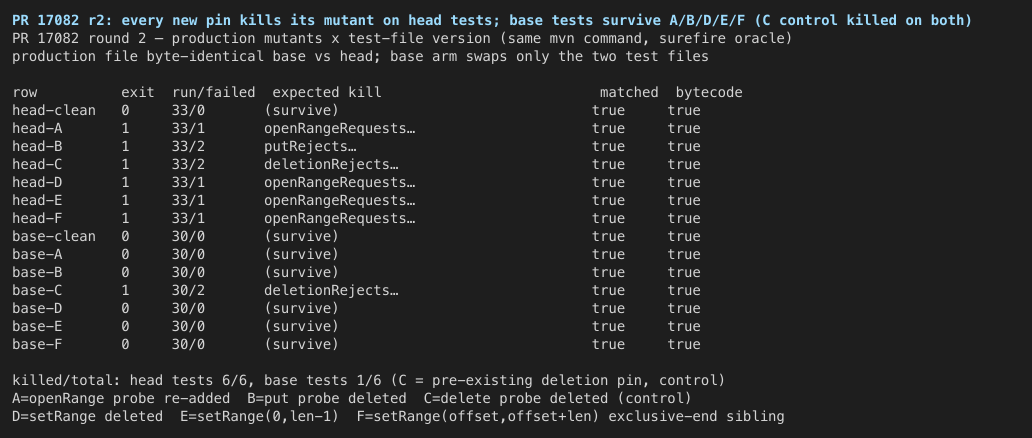 PR 17082 r2: every new pin kills its mutant on head tests; base tests survive A/B/D/E/F (C control killed on both)
PR 17082 round 2 — production mutants x test-file version (same mvn command, surefire oracle)
production file byte-identical base vs head; base arm swaps only the two test files
row exit run/failed expected kill matched bytecode
head-clean 0 33/0 (survive) true true
head-A 1 33/1 openRangeRequests… true true
head-B 1 33/2 putRejects… true true
head-C 1 33/2 deletionRejects… true true
head-D 1 33/1 openRangeRequests… true true
head-E 1 33/1 openRangeRequests… true true
head-F 1 33/1 openRangeRequests… true true
base-clean 0 30/0 (survive) true true
base-A 0 30/0 (survive) true true
base-B 0 30/0 (survive) true true
base-C 1 30/2 deletionRejects… true true
base-D 0 30/0 (survive) true true
base-E 0 30/0 (survive) true true
base-F 0 30/0 (survive) true true
killed/total: head tests 6/6, base tests 1/6 (C = pre-existing deletion pin, control)
A=openRange probe re-added B=put probe deleted C=delete probe deleted (control)
D=setRange deleted E=setRange(0,len-1) F=setRange(offset,offset+len) exclusive-end sibling